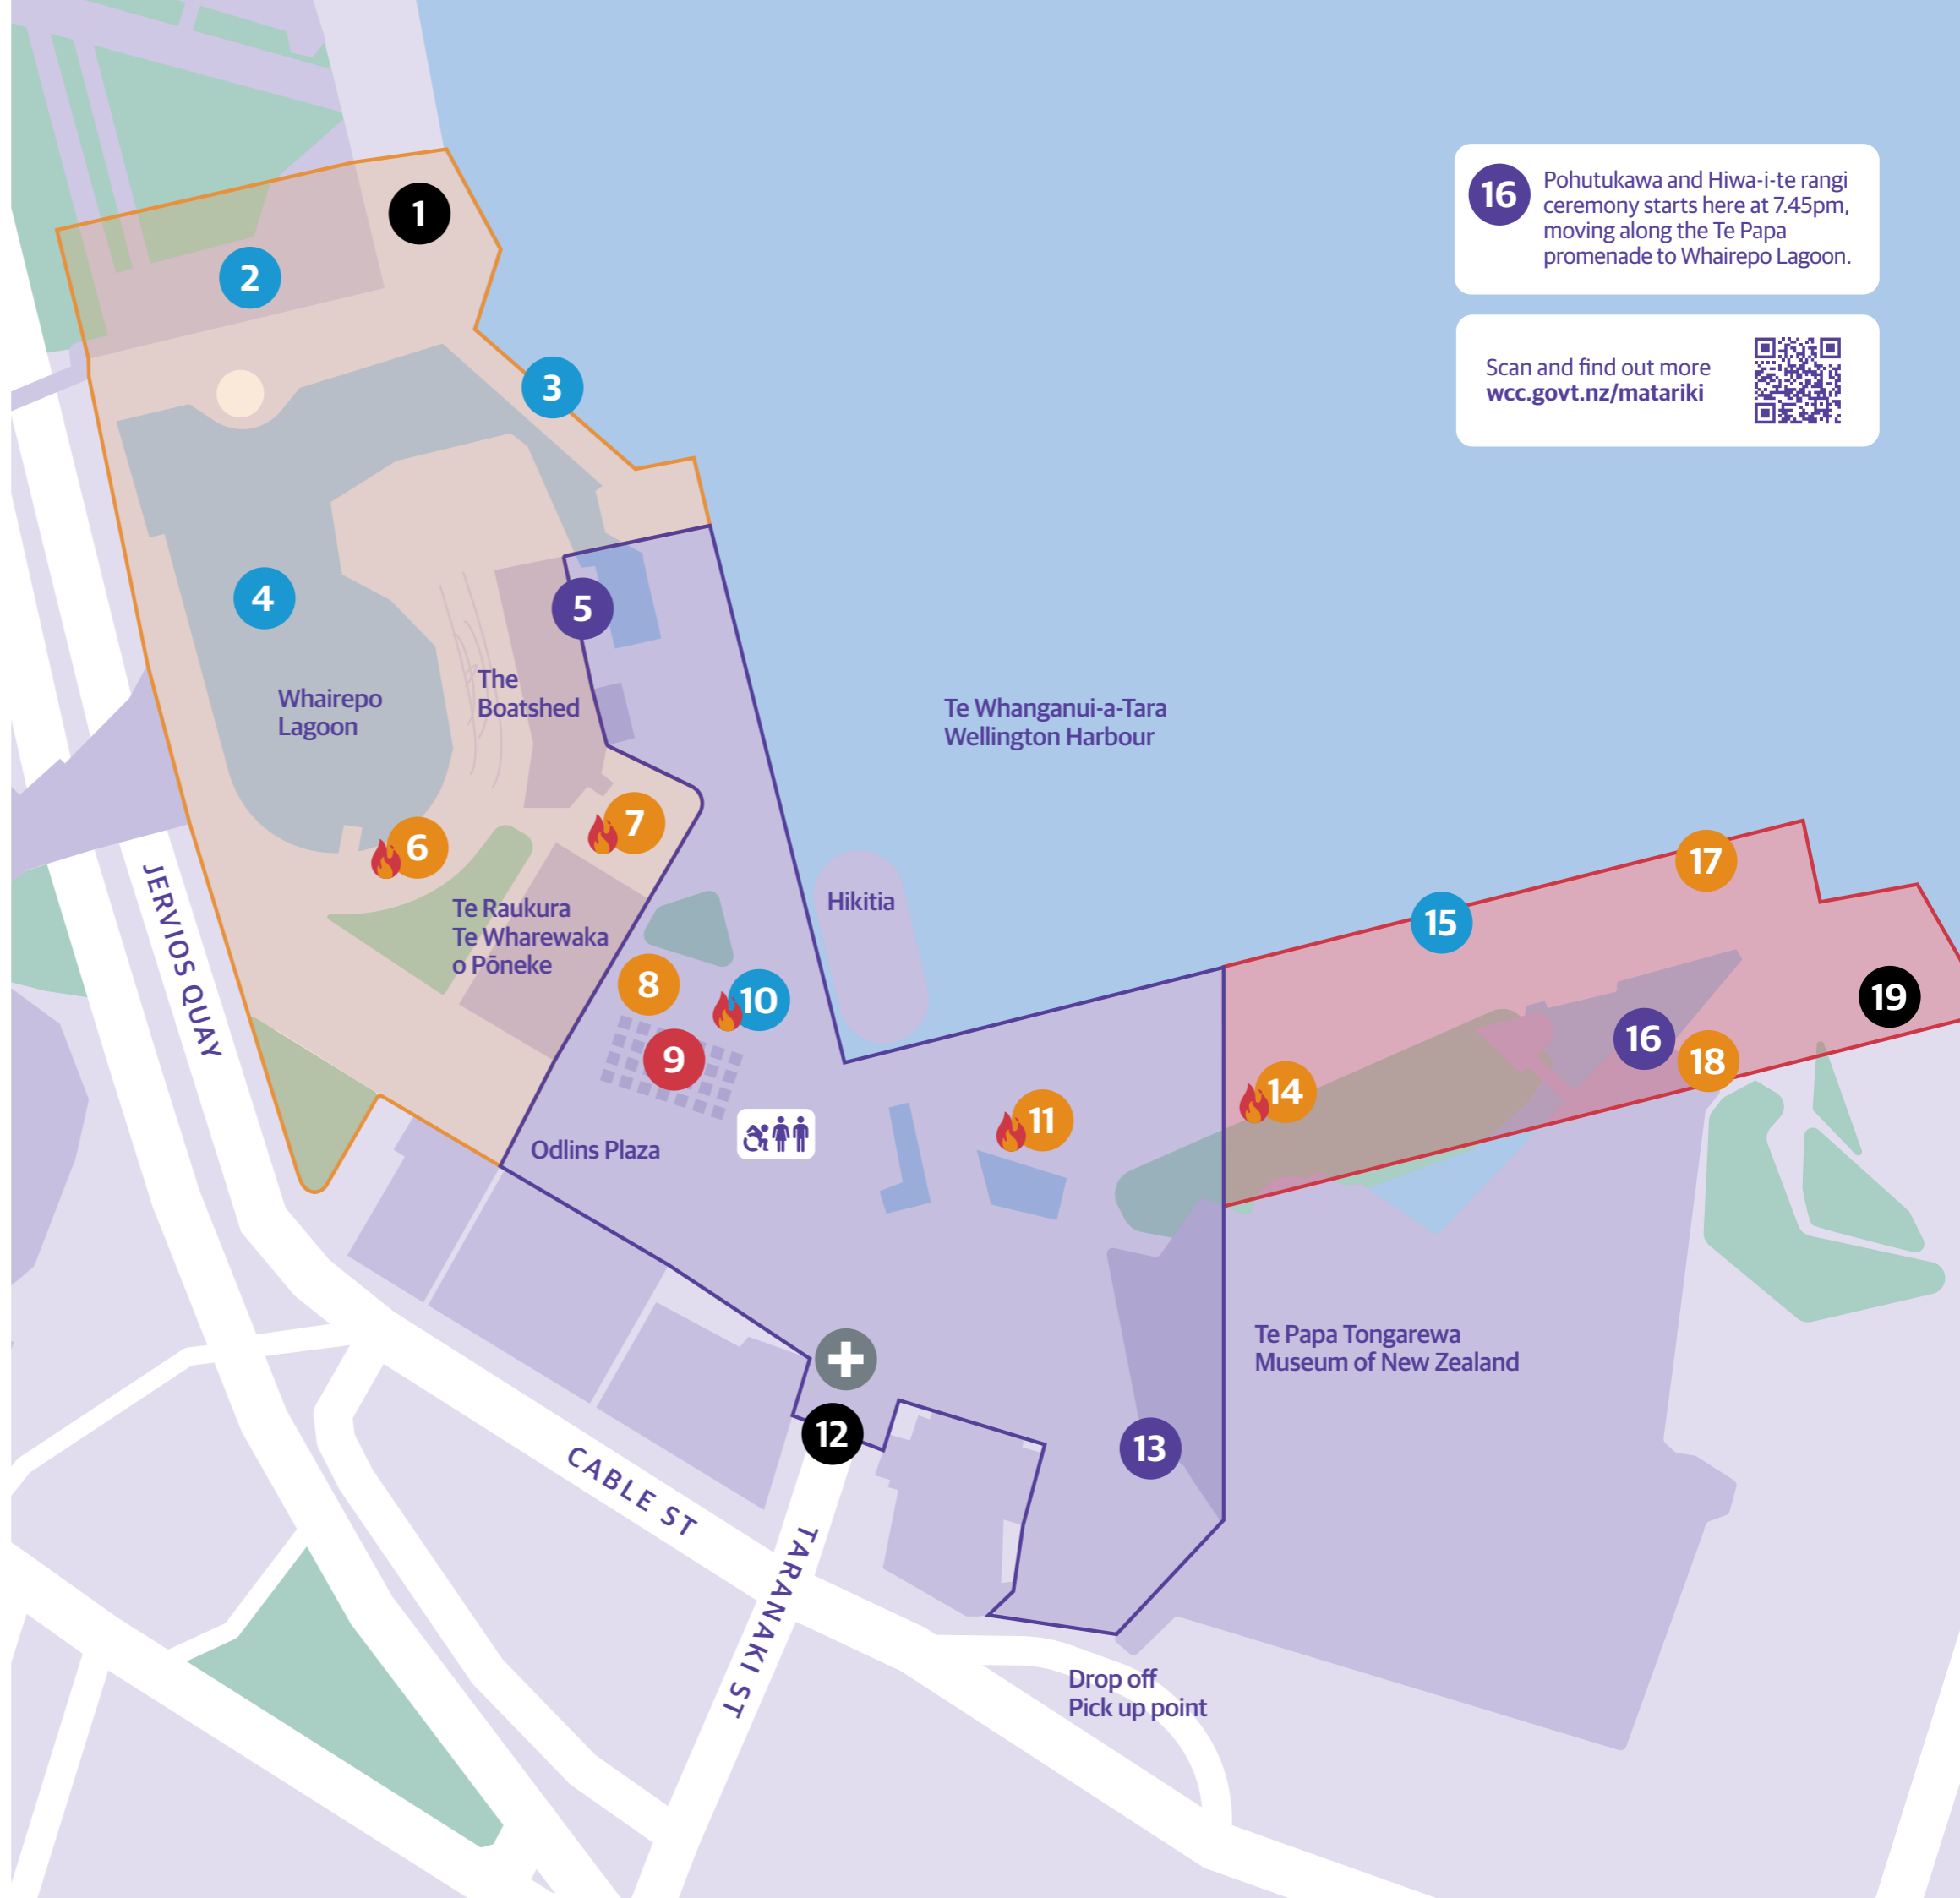 1
16
Pohutukawa and Hiwa-i-te rangi
ceremony starts here at 7.45pm,
moving along the Te Papa
promenade to Whairepo Lagoon.
2
Scan and find out more
wcc.govt.nz/matariki
3
4
5
The
Boatshed
Whairepo
Lagoon
Te Whanganui-a-Tara
Wellington Harbour
6
7
JERVIOS QUAY
Te Raukura
Te Wharewaka
o Pōneke
Hikitia
17
15
8
10
19
9
16
18
14
11
Odlins Plaza
Te Papa Tongarewa
Museum of New Zealand
12
13
CABLE ST
TARANAKI ST
Drop off
Pick up point